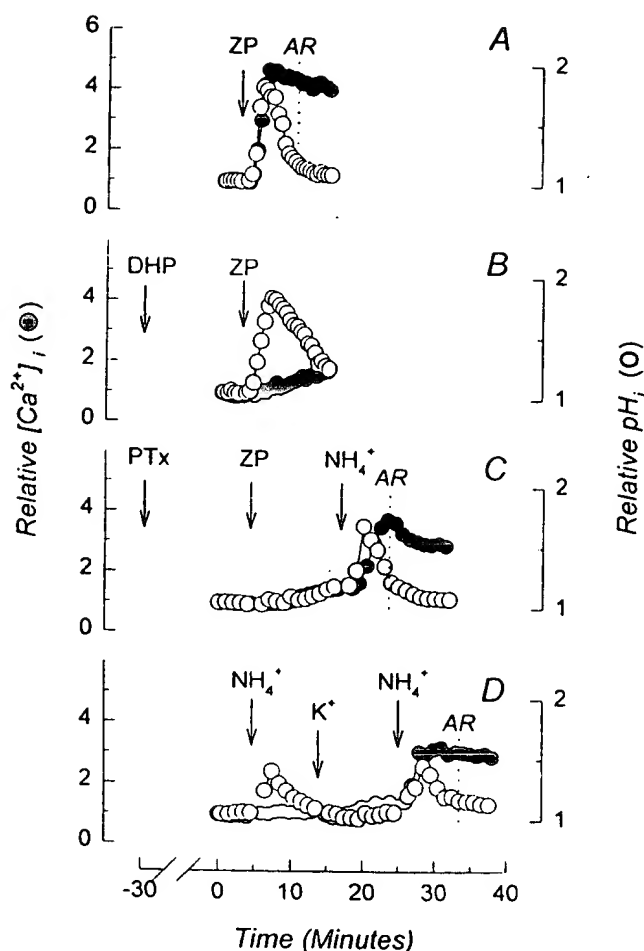 6
4
2
0
ZP
AR
A
2
1
DHP
ZP
B
4
2
0
2
1
PTx
ZP
NH₄⁺
AR
C
4
2
0
2
1
NH₄⁺
K⁺
NH₄⁺
AR
D
4
2
0
2
1
Relative [Ca²⁺]ᵢ (●)
Relative pHᵢ (O)
-30
0
10
20
30
40
Time (Minutes)